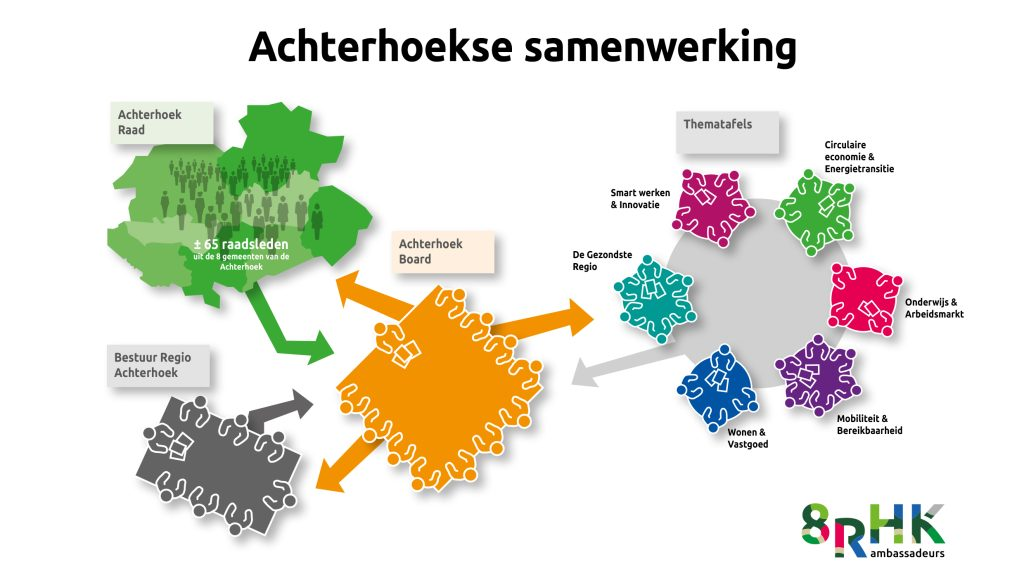 Achterhoekse samenwerking
Achterhoek
Raad
± 65 raadsleden
uit de 8 gemeenten van de
Achterhoek
Achterhoek
Board
Bestuur Regio
Achterhoek
Thematafels
Circulaire
economie &
Energietransitie
Smart werken
& Innovatie
De Gezondste
Regio
Onderwijs &
Arbeidsmarkt
Mobiliteit &
Bereikbaarheid
Wonen &
Vastgoed
8RHK
ambassadeurs